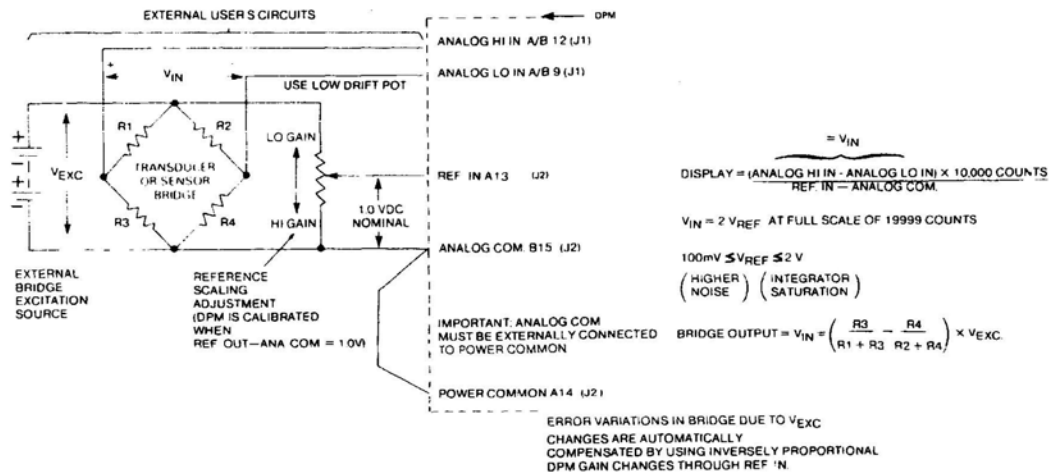 EXTERNAL USER'S CIRCUITS
DPM
ANALOG HI IN A/B 12 (J1)
+ VIN
ANALOG LO IN A/B 9 (J1)
USE LOW DRIFT POT
R1
R2
+
−
+
−
VEXC
TRANSDUCER
OR SENSOR
BRIDGE
R3
R4
LO GAIN
HI GAIN
REF IN A13 (J2)
1.0 VDC
NOMINAL
ANALOG COM. B15 (J2)
EXTERNAL
BRIDGE
EXCITATION
SOURCE
REFERENCE
SCALING
ADJUSTMENT
(DPM IS CALIBRATED
WHEN
REF OUT—ANA COM = 1.0V)
IMPORTANT: ANALOG COM
MUST BE EXTERNALLY CONNECTED
TO POWER COMMON
POWER COMMON A14 (J2)
= VIN
DISPLAY = (ANALOG HI IN - ANALOG LO IN) × 10,000 COUNTS
REF. IN — ANALOG COM.
VIN = 2 VREF AT FULL SCALE OF 19999 COUNTS
100mV ≤ VREF ≤ 2 V
(HIGHER NOISE) (INTEGRATOR SATURATION)
BRIDGE OUTPUT = VIN = (R3 / R1 + R3 − R4 / R2 + R4) × VEXC.
ERROR VARIATIONS IN BRIDGE DUE TO VEXC
CHANGES ARE AUTOMATICALLY
COMPENSATED BY USING INVERSELY PROPORTIONAL
DPM GAIN CHANGES THROUGH REF IN.